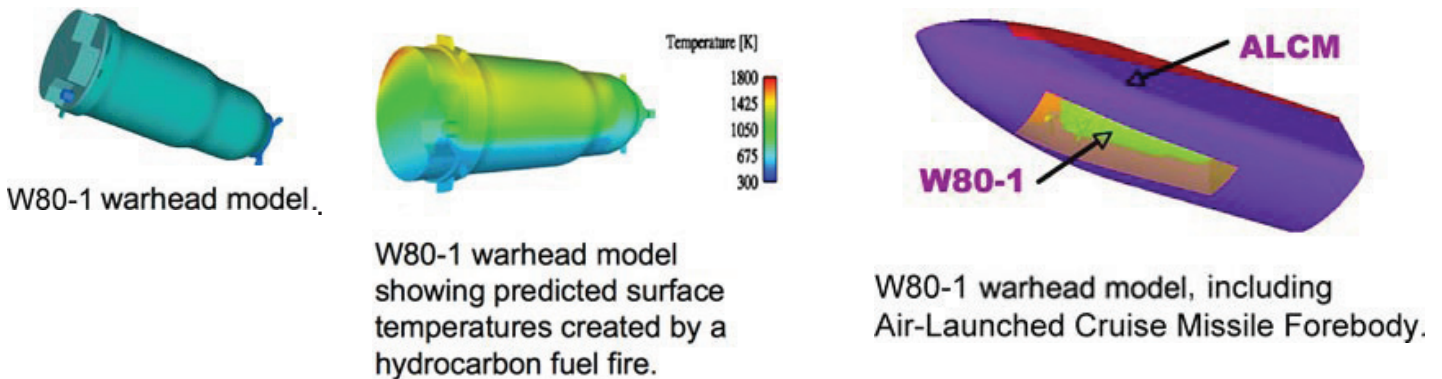 Temperature [K]
1800
1425
1050
675
300
ALCM
W80-1
W80-1 warhead model..
W80-1 warhead model
showing predicted surface
temperatures created by a
hydrocarbon fuel fire.
W80-1 warhead model, including
Air-Launched Cruise Missile Forebody.